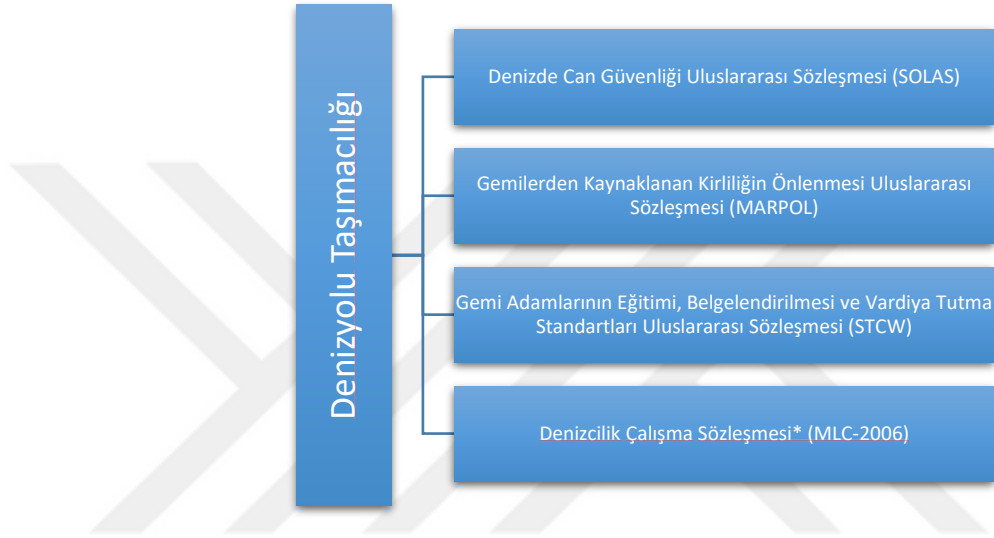 Denizyolu Taşımacılığı
Denizde Can Güvenliği Uluslararası Sözleşmesi (SOLAS)
Gemilerden Kaynaklanan Kirliliğin Önlenmesi Uluslararası
Sözleşmesi (MARPOL)
Gemi Adamlarının Eğitimi, Belgelendirilmesi ve Vardiya Tutma
Standartları Uluslararası Sözleşmesi (STCW)
Denizcilik Çalışma Sözleşmesi* (MLC-2006)